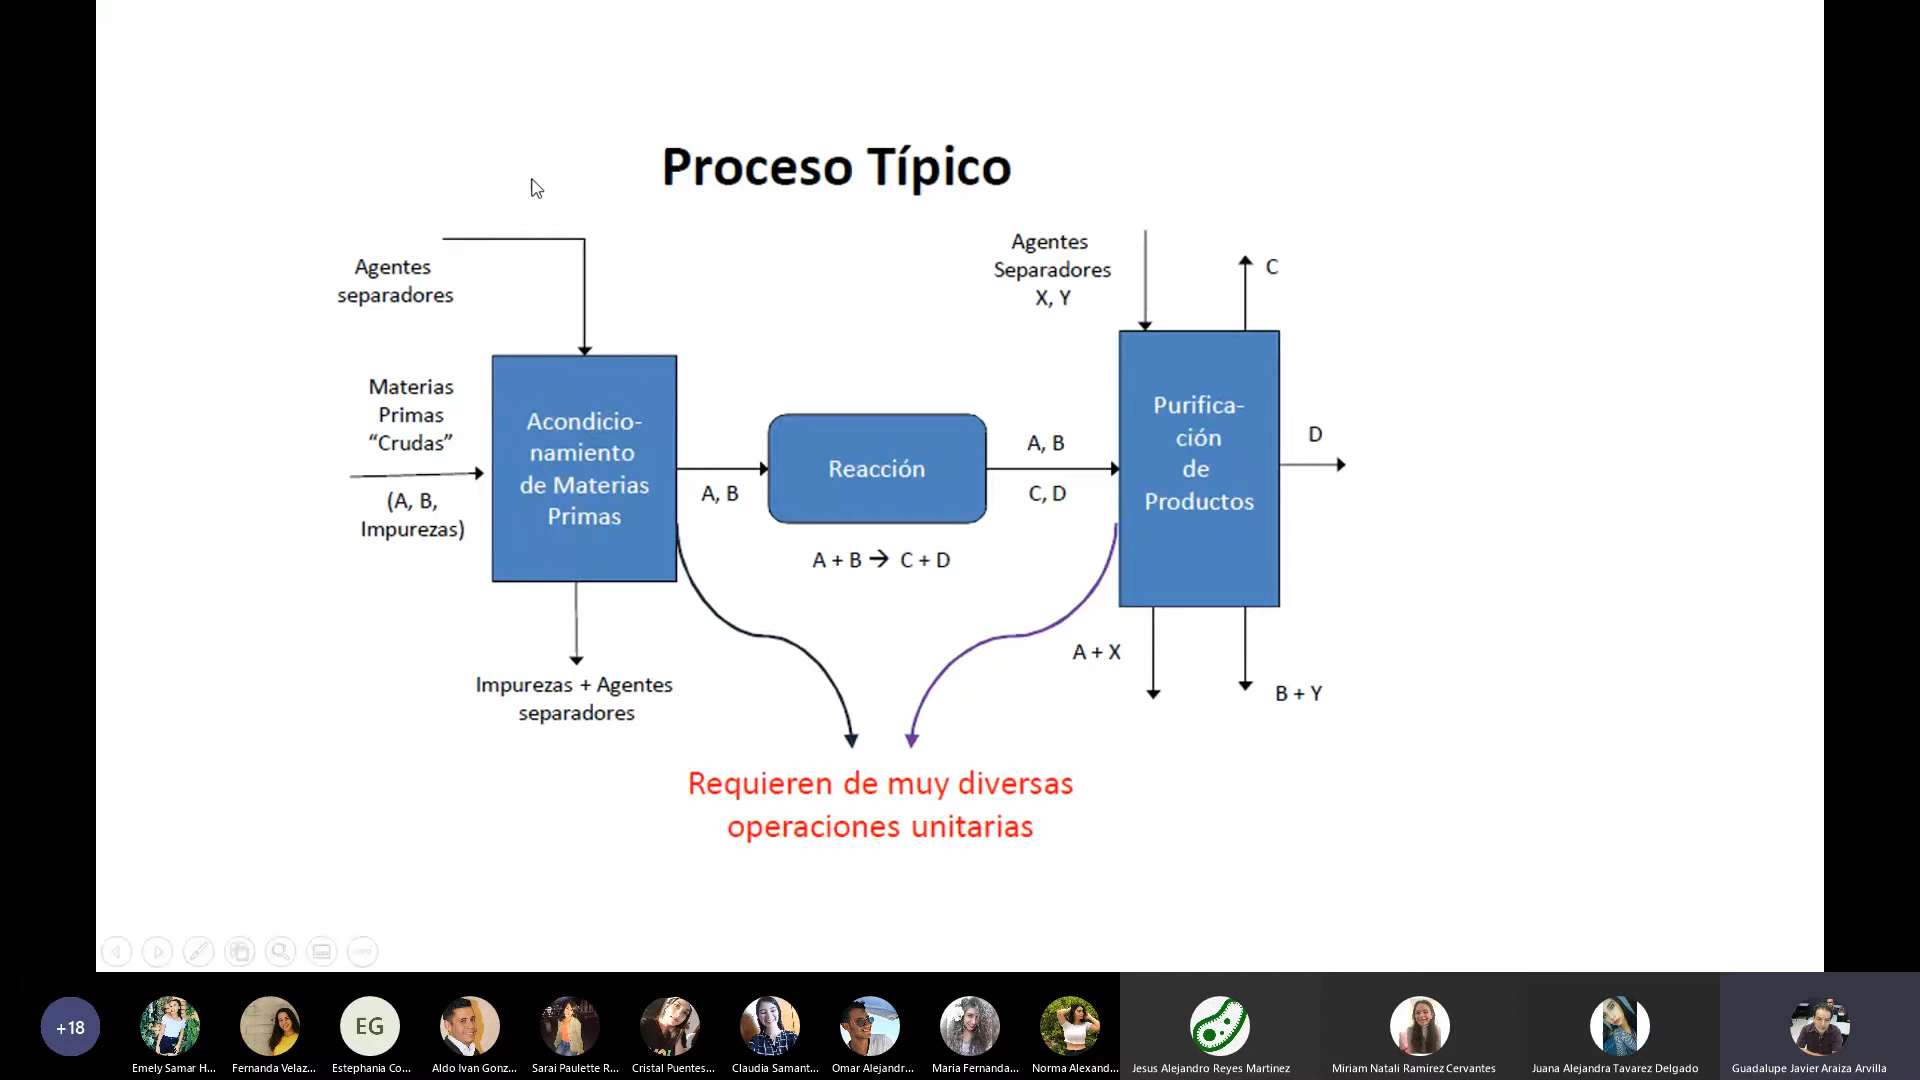 Proceso Típico
Agentes
separadores
Agentes
Separadores
X, Y
C
Materias
Primas
“Crudas”
(A, B,
Impurezas)
Acondicio-
namiento
de Materias
Primas
A, B
Reacción
A + B → C + D
A, B
C, D
Purifica-
ción
de
Productos
D
A + X
B + Y
Impurezas + Agentes
separadores
Requieren de muy diversas
operaciones unitarias
+18
EG
Emely Samar H...
Fernanda Velaz...
Estephania Co...
Aldo Ivan Gonz...
Sarai Paulette R...
Cristal Puentes...
Claudia Samant...
Omar Alejandr...
Maria Fernanda...
Norma Alexand...
Jesus Alejandro Reyes Martinez
Miriam Natali Ramirez Cervantes
Juana Alejandra Tavarez Delgado
Guadalupe Javier Araiza Arvilla